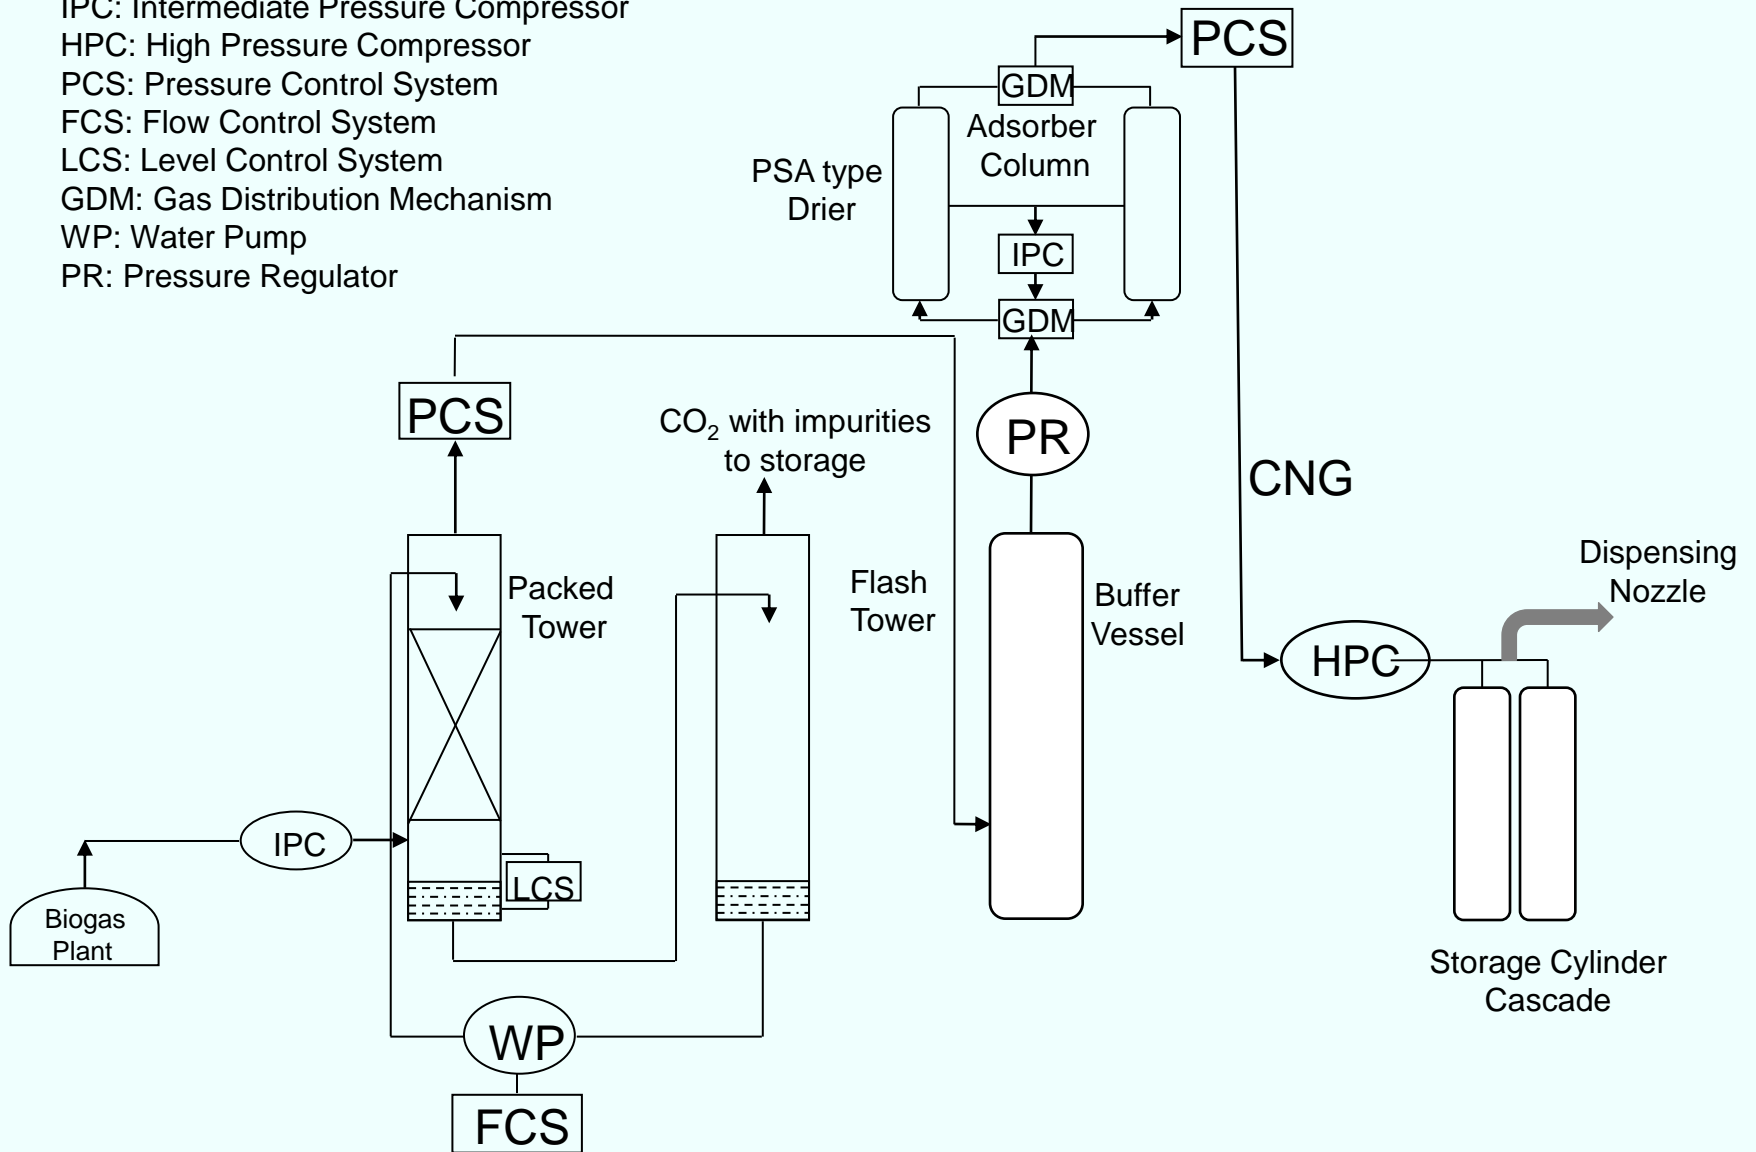 IPC: Intermediate Pressure Compressor
HPC: High Pressure Compressor
PCS: Pressure Control System
FCS: Flow Control System
LCS: Level Control System
GDM: Gas Distribution Mechanism
WP: Water Pump
PR: Pressure Regulator
PCS
GDM
Adsorber
Column
PSA type
Drier
IPC
GDM
PCS
CO₂ with impurities
to storage
PR
CNG
Packed
Tower
Flash
Tower
Buffer
Vessel
Dispensing
Nozzle
HPC
IPC
LCS
Biogas
Plant
Storage Cylinder
Cascade
WP
FCS